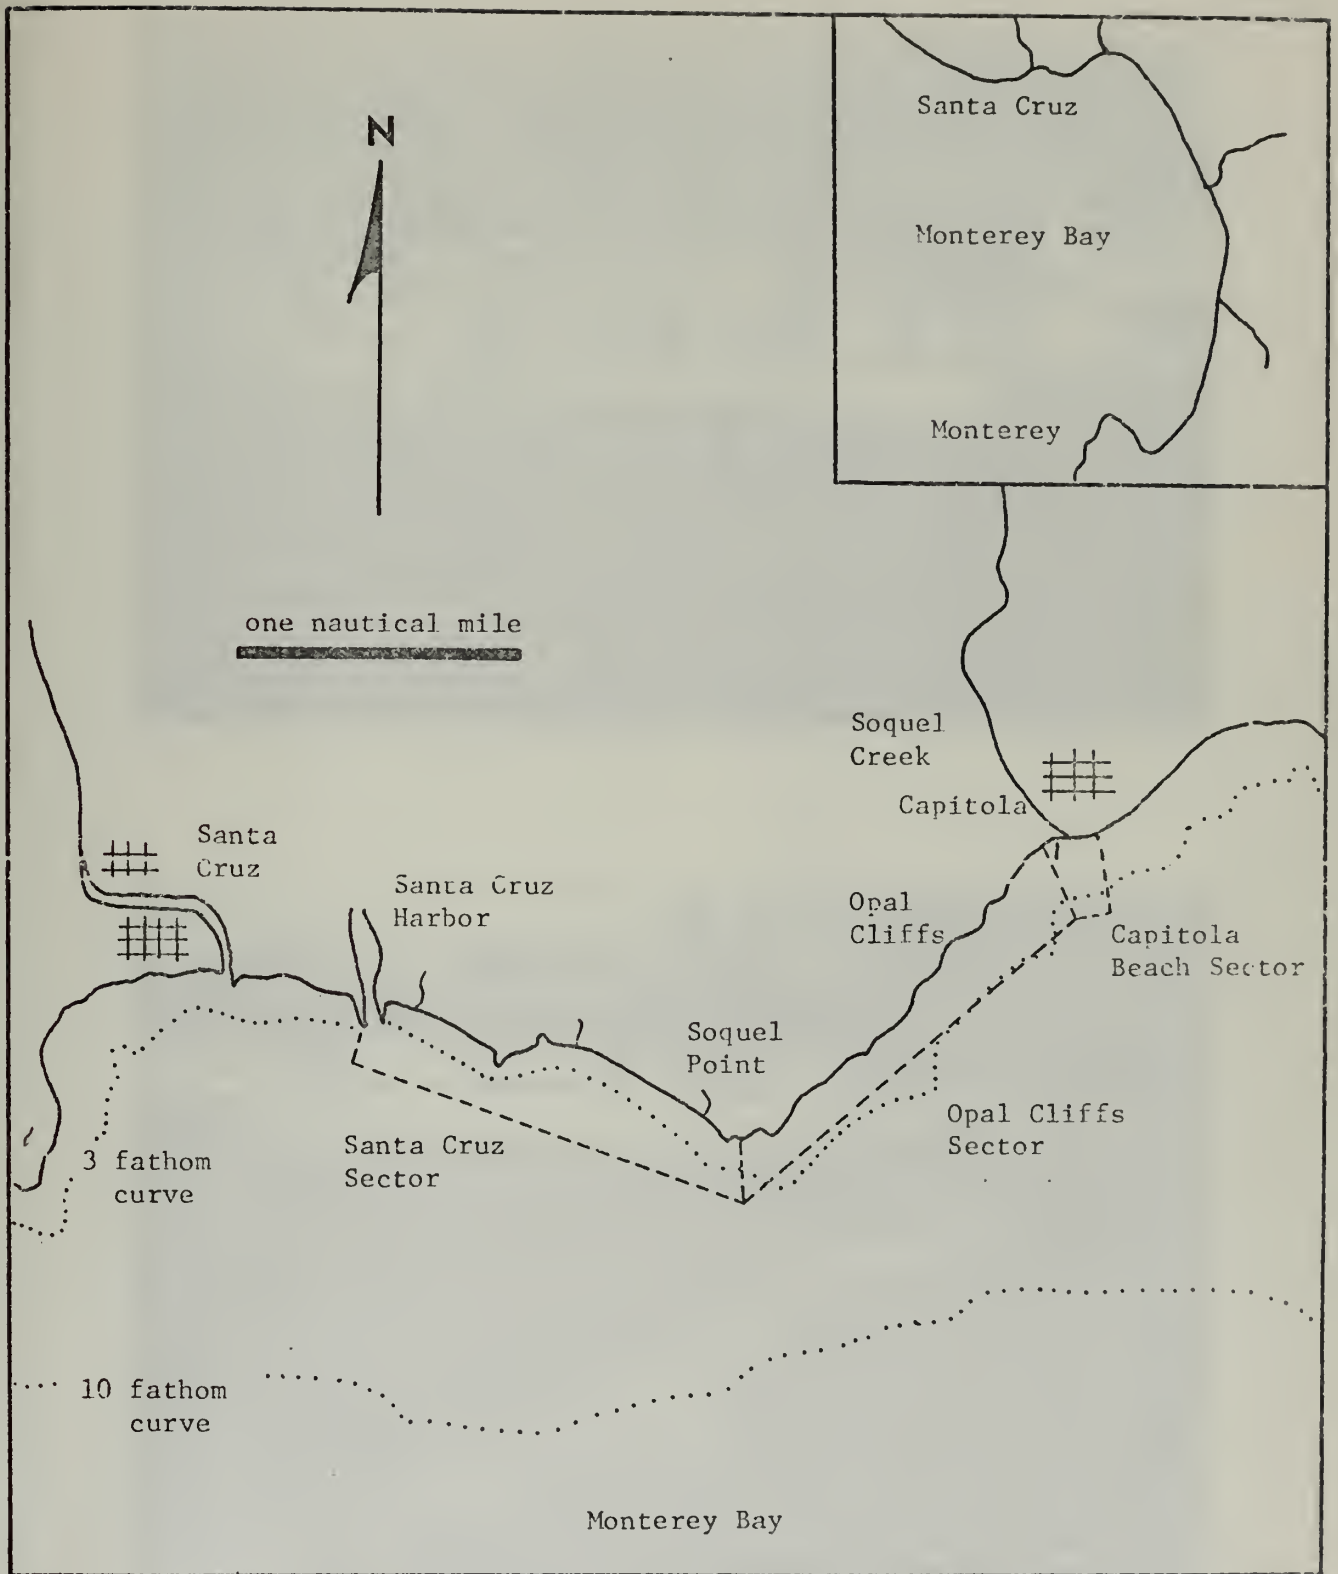 N
Santa Cruz
Monterey Bay
Monterey
one nautical mile
Soquel
Creek
Capitola
Santa
Cruz
Santa Cruz
Harbor
Opal
Cliffs
Capitola
Beach Sector
Soquel
Point
Opal Cliffs
Sector
Santa Cruz
Sector
3 fathom
curve
10 fathom
curve
Monterey Bay